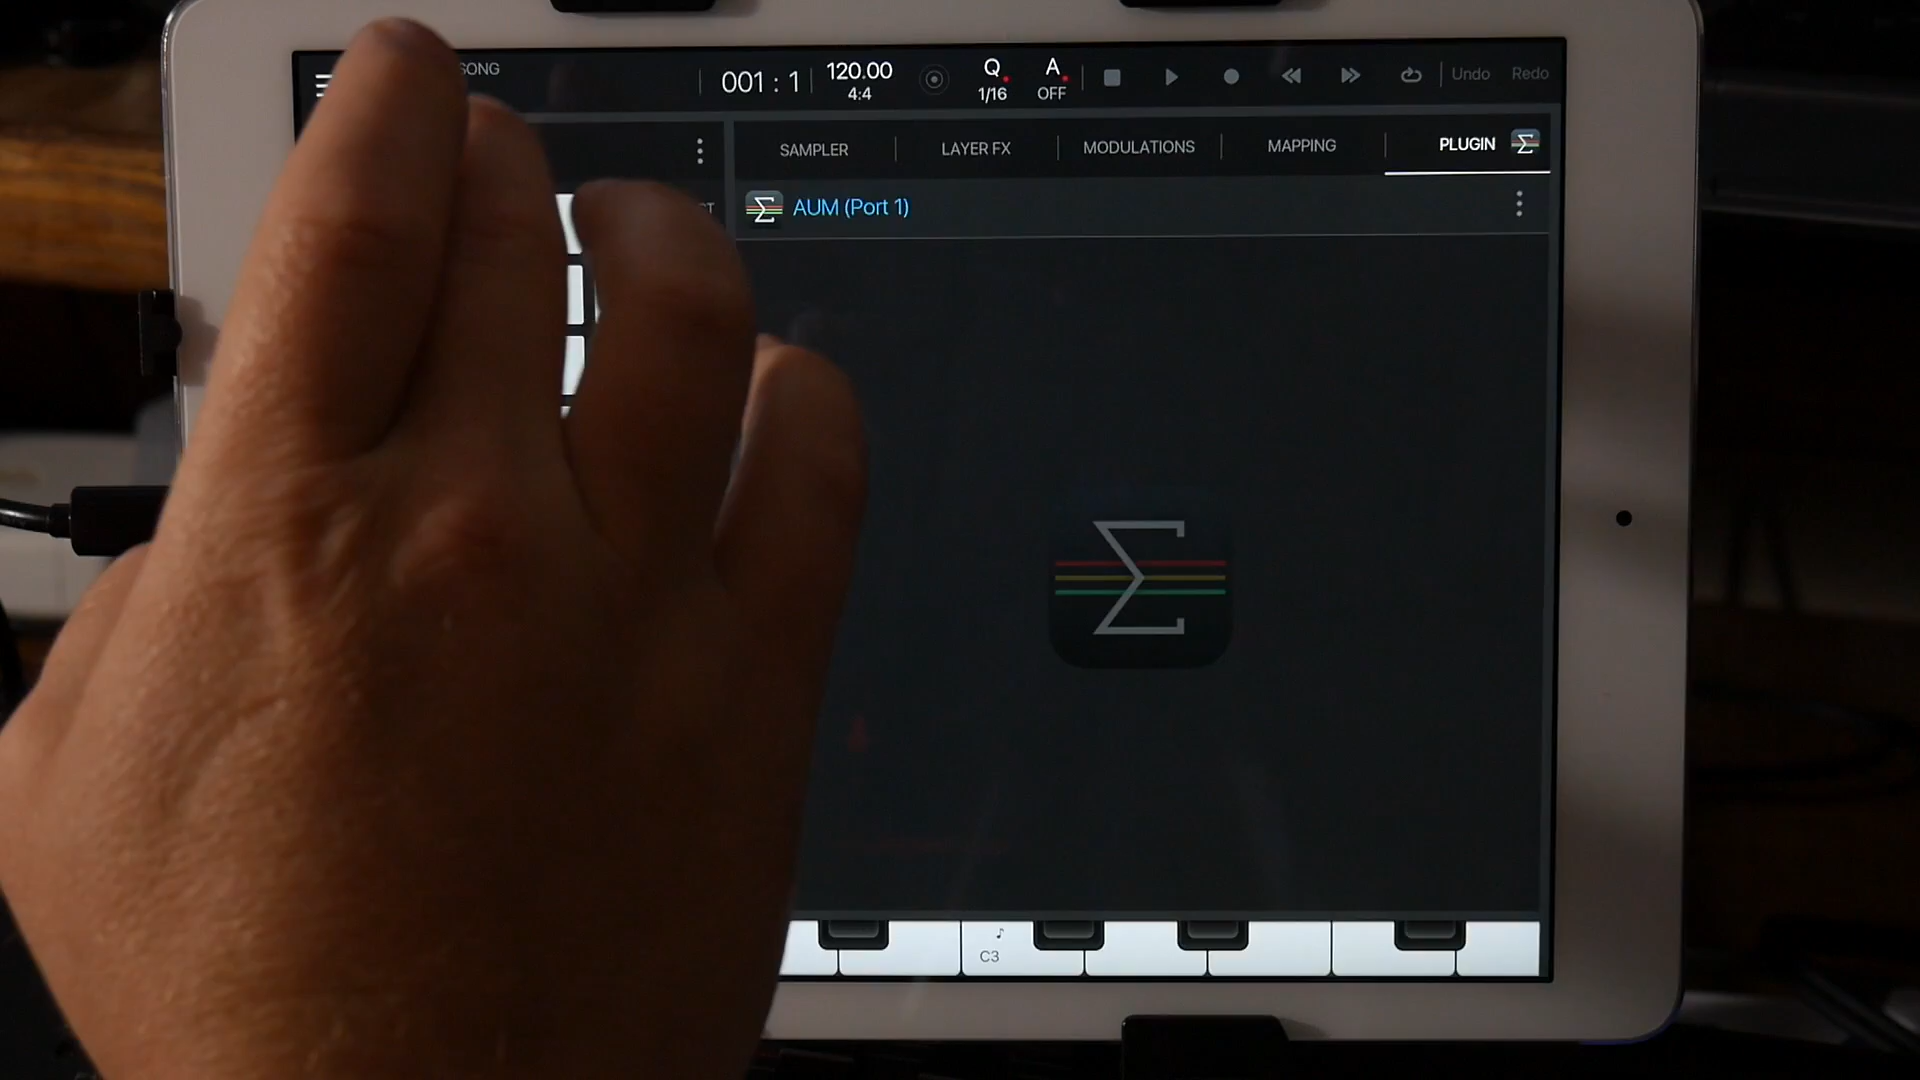 SONG
001 : 1
120.00
4:4
Q
1/16
A
OFF
Undo
Redo
SAMPLER
LAYER FX
MODULATIONS
MAPPING
PLUGIN
AUM (Port 1)
C3